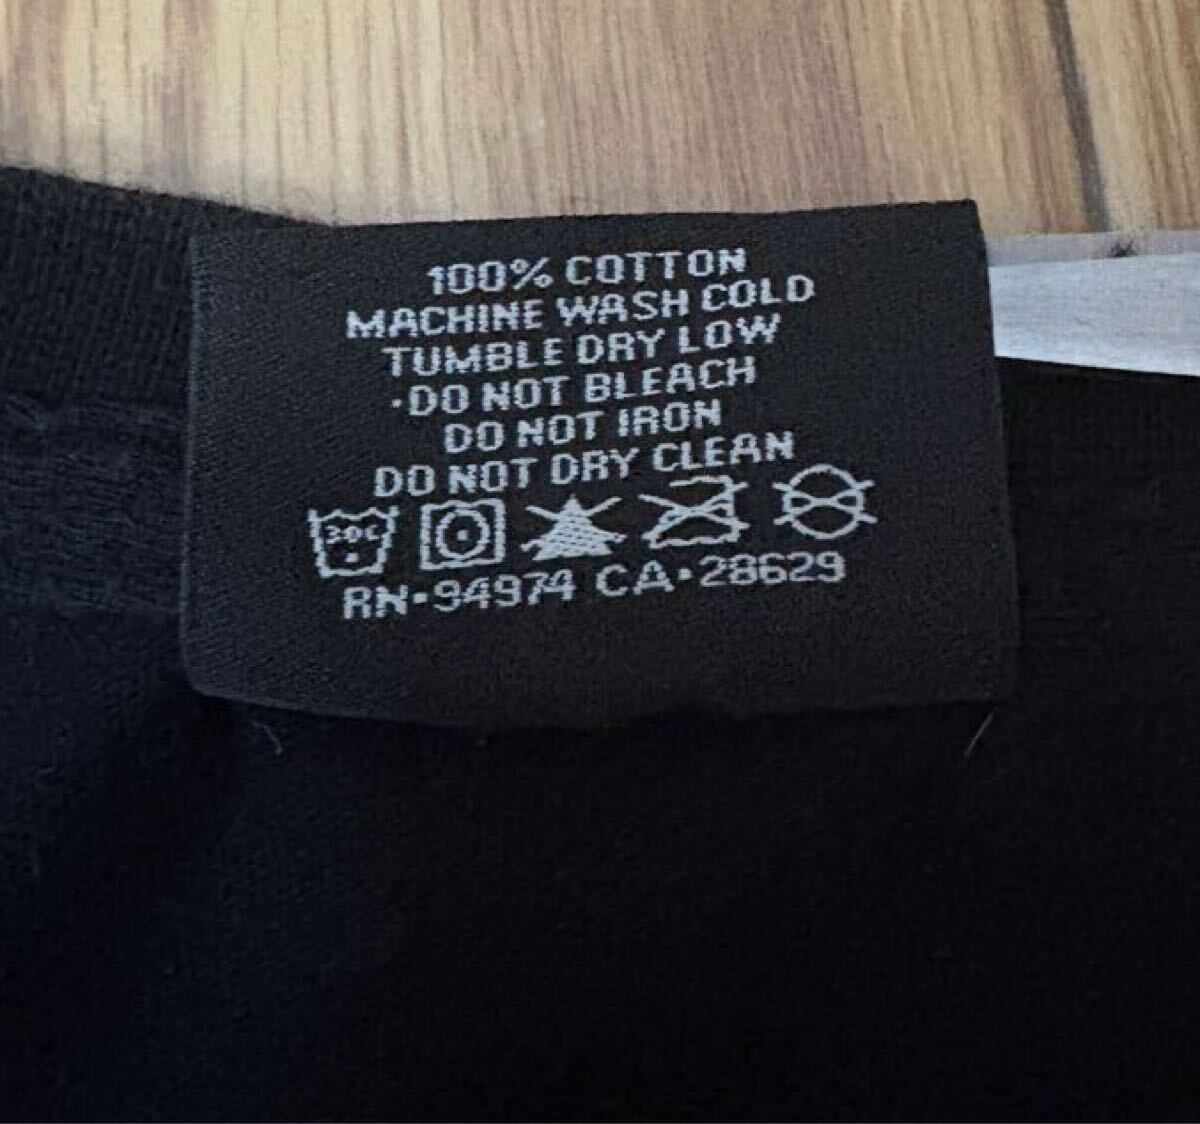 100% COTTON
MACHINE WASH COLD
TUMBLE DRY LOW
·DO NOT BLEACH
DO NOT IRON
DO NOT DRY CLEAN
30C
RN·94974 CA·28629